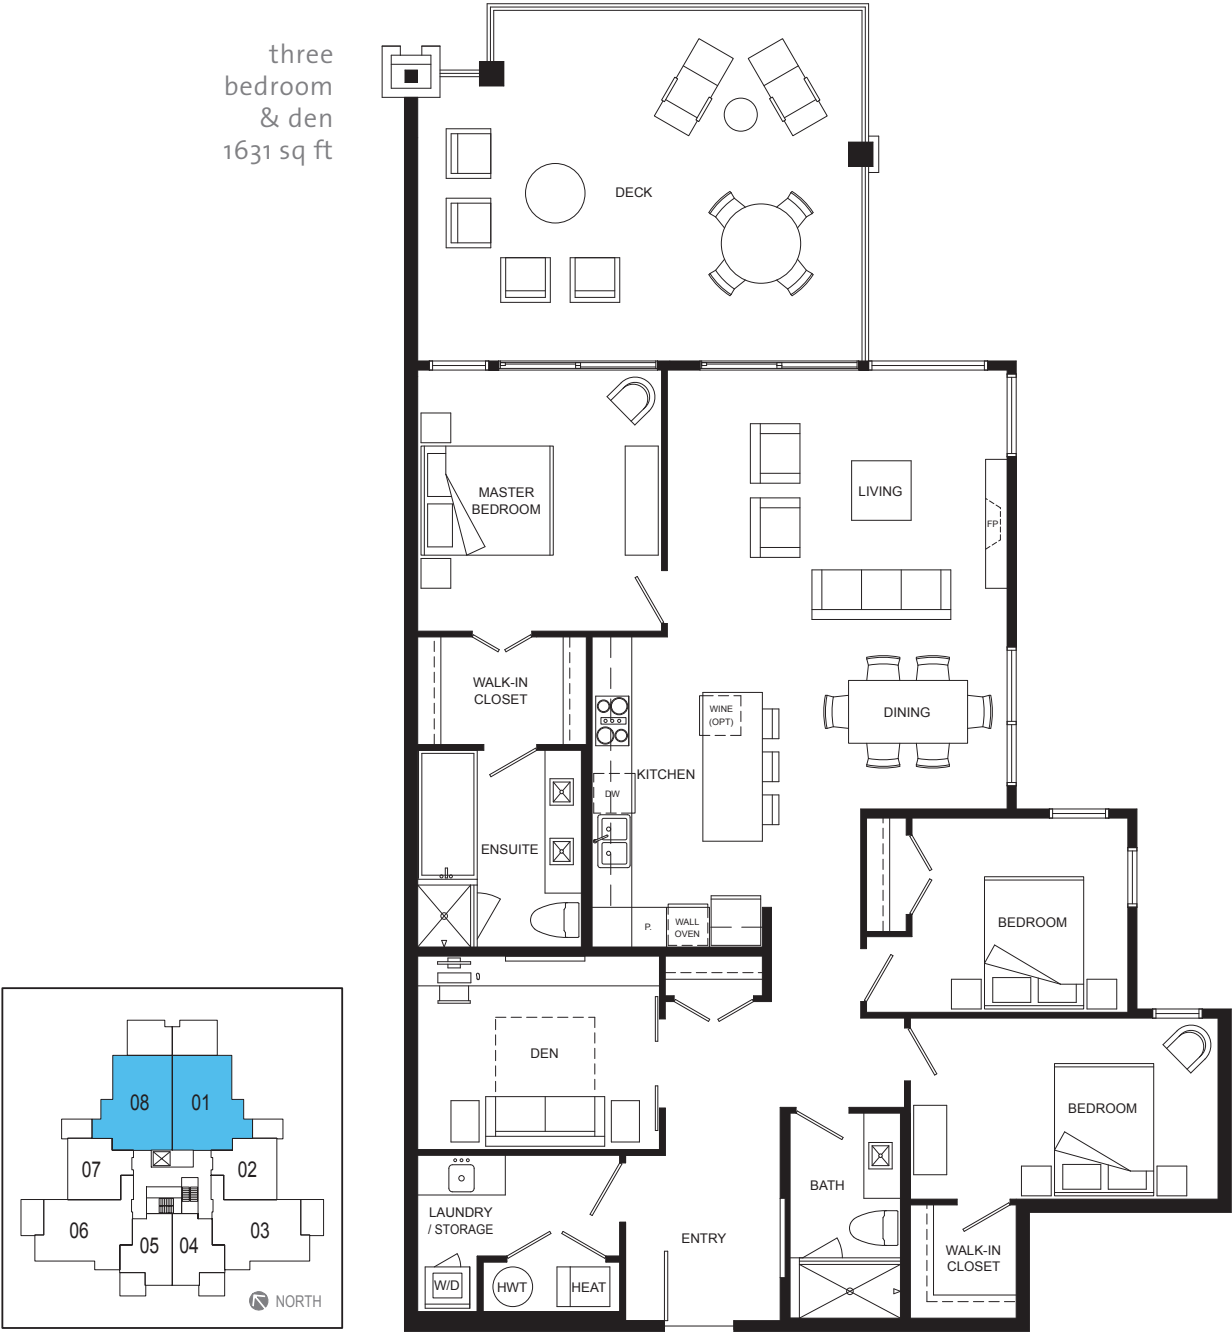 three
bedroom
& den
1631 sq ft
DECK
MASTER
BEDROOM
LIVING
FP
WALK-IN
CLOSET
WINE
(OPT)
DINING
KITCHEN
DW
ENSUITE
P.
WALL
OVEN
BEDROOM
DEN
BEDROOM
BATH
LAUNDRY
/ STORAGE
ENTRY
WALK-IN
CLOSET
W/D
HWT
HEAT
08
01
07
02
06
05
04
03
NORTH